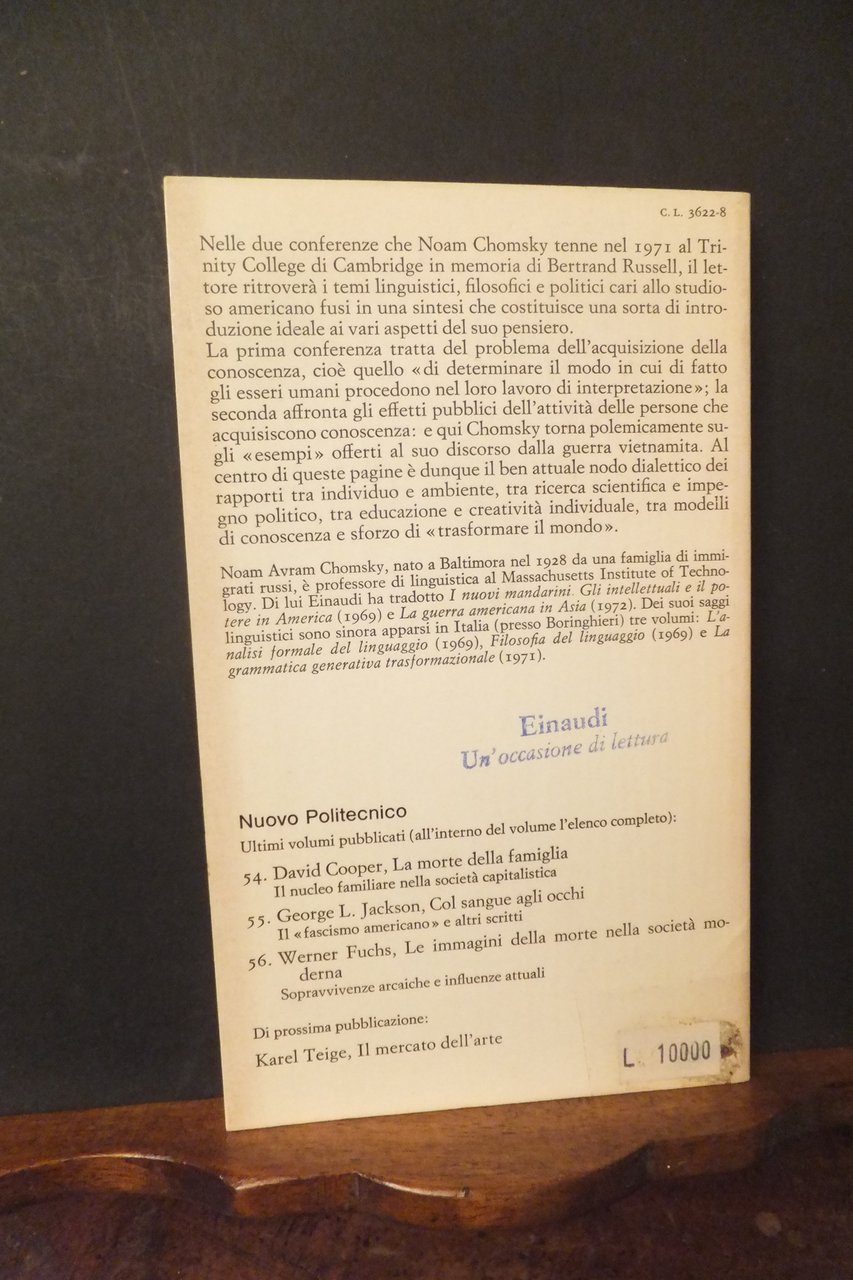 C. L. 3622-8
Nelle due conferenze che Noam Chomsky tenne nel 1971 al Tri-
nity College di Cambridge in memoria di Bertrand Russell, il let-
tore ritroverà i temi linguistici, filosofici e politici cari allo studio-
so americano fusi in una sintesi che costituisce una sorta di intro-
duzione ideale ai vari aspetti del suo pensiero.
La prima conferenza tratta del problema dell'acquisizione della
conoscenza, cioè quello «di determinare il modo in cui di fatto
gli esseri umani procedono nel loro lavoro di interpretazione»; la
seconda affronta gli effetti pubblici dell'attività delle persone che
acquisiscono conoscenza: e qui Chomsky torna polemicamente su-
gli «esempi» offerti al suo discorso dalla guerra vietnamita. Al
centro di queste pagine è dunque il ben attuale nodo dialettico dei
rapporti tra individuo e ambiente, tra ricerca scientifica e impe-
gno politico, tra educazione e creatività individuale, tra modelli
di conoscenza e sforzo di «trasformare il mondo».
Noam Avram Chomsky, nato a Baltimora nel 1928 da una famiglia di immi-
grati russi, è professore di linguistica al Massachusetts Institute of Techno-
logy. Di lui Einaudi ha tradotto I nuovi mandarini. Gli intellettuali e il po-
tere in America (1969) e La guerra americana in Asia (1972). Dei suoi saggi
linguistici sono sinora apparsi in Italia (presso Boringhieri) tre volumi: L'a-
nalisi formale del linguaggio (1969), Filosofia del linguaggio (1969) e La
grammatica generativa trasformazionale (1971).
Einaudi
Un'occasione di lettura
Nuovo Politecnico
Ultimi volumi pubblicati (all'interno del volume l'elenco completo):
54. David Cooper, La morte della famiglia
Il nucleo familiare nella società capitalistica
55. George L. Jackson, Col sangue agli occhi
Il «fascismo americano» e altri scritti
56. Werner Fuchs, Le immagini della morte nella società mo-
derna
Sopravvivenze arcaiche e influenze attuali
Di prossima pubblicazione:
Karel Teige, Il mercato dell'arte
L. 10000